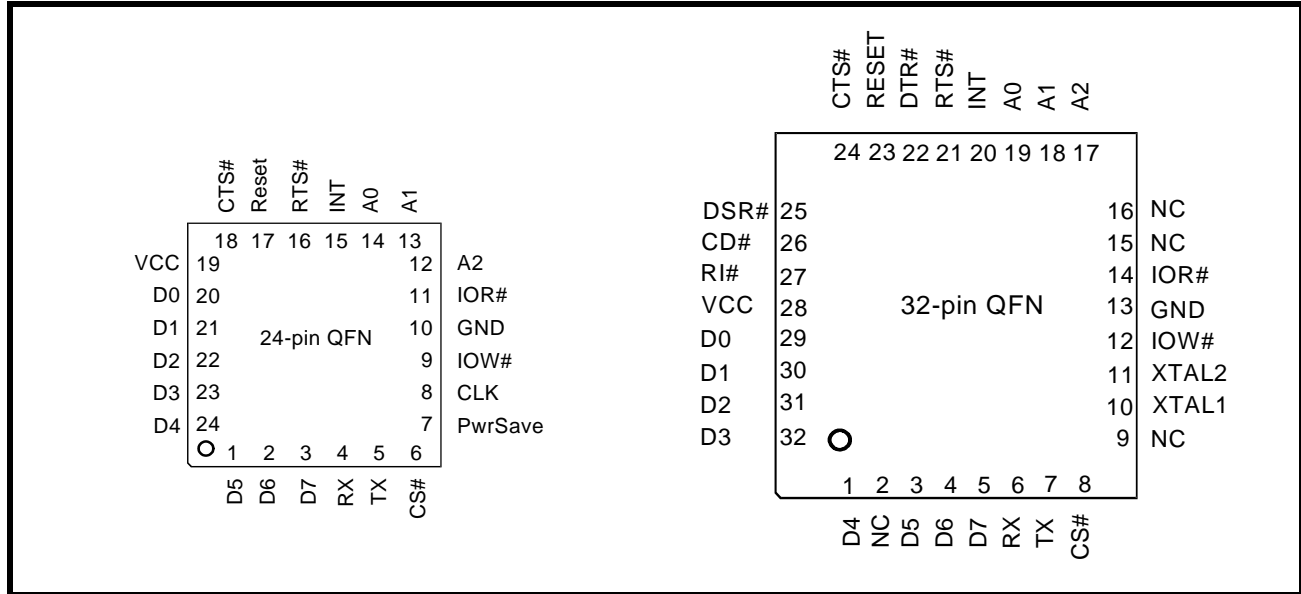 CTS# Reset RTS# INT A0 A1
18 17 16 15 14 13
VCC 19 12 A2
D0 20 11 IOR#
D1 21 10 GND
24-pin QFN
D2 22 9 IOW#
D3 23 8 CLK
D4 24 7 PwrSave
1 2 3 4 5 6
D5 D6 D7 RX TX CS#
CTS# RESET DTR# RTS# INT A0 A1 A2
24 23 22 21 20 19 18 17
DSR# 25 16 NC
CD# 26 15 NC
RI# 27 14 IOR#
VCC 28 32-pin QFN 13 GND
D0 29 12 IOW#
D1 30 11 XTAL2
D2 31 10 XTAL1
D3 32 9 NC
1 2 3 4 5 6 7 8
D4 NC D5 D6 D7 RX TX CS#